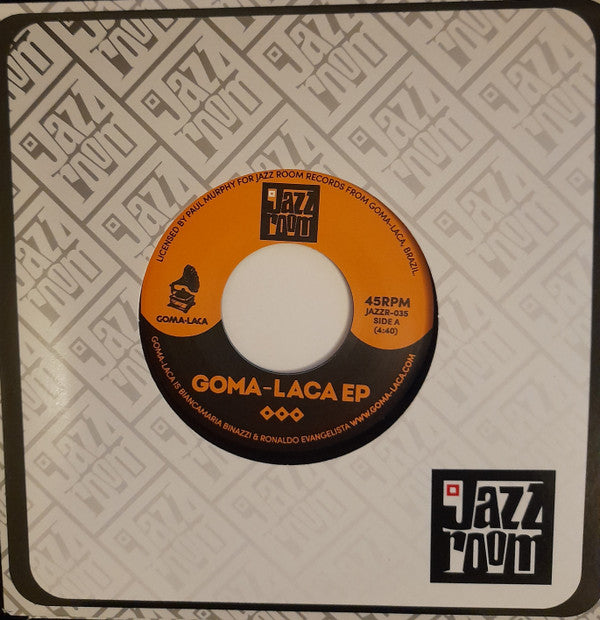 LICENSED BY PAUL MURPHY FOR JAZZ ROOM RECORDS FROM GOMA-LACA, BRAZIL.
Jazz
room
GOMA-LACA
45RPM
JAZZR-035
SIDE A
(4:40)
GOMA-LACA EP
GOMA-LACA IS BIANCAMARIA BINAZZI & RONALDO EVANGELISTA WWW.GOMA-LACA.COM
Jazz
room